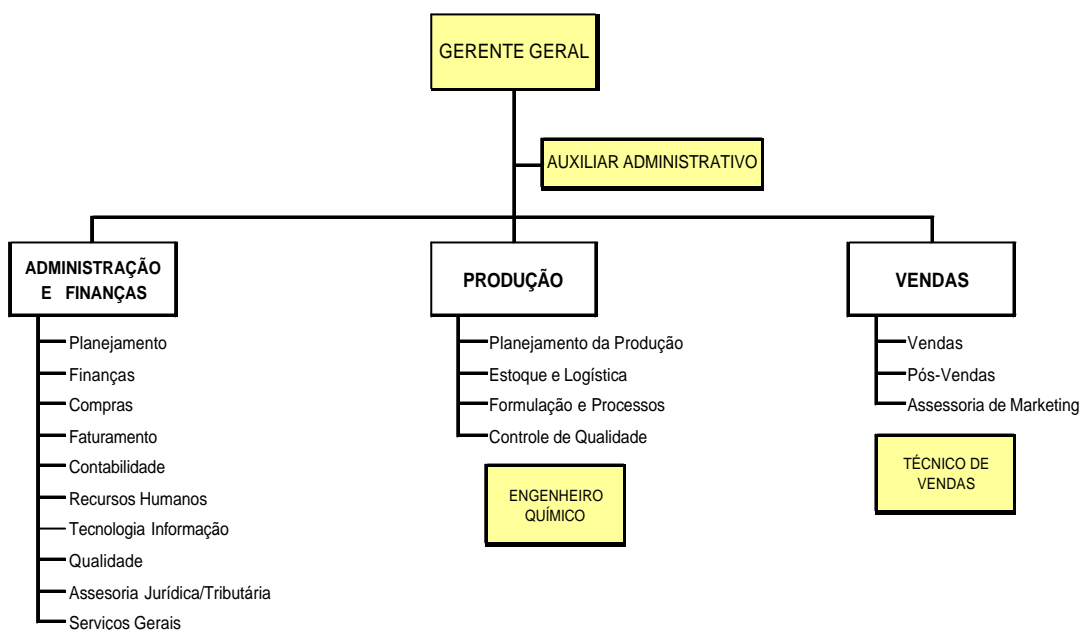 GERENTE GERAL
AUXILIAR ADMINISTRATIVO
ADMINISTRAÇÃO
E FINANÇAS
Planejamento
Finanças
Compras
Faturamento
Contabilidade
Recursos Humanos
Tecnologia Informação
Qualidade
Assesoria Jurídica/Tributária
Serviços Gerais
PRODUÇÃO
Planejamento da Produção
Estoque e Logística
Formulação e Processos
Controle de Qualidade
ENGENHEIRO
QUÍMICO
VENDAS
Vendas
Pós-Vendas
Assessoria de Marketing
TÉCNICO DE
VENDAS